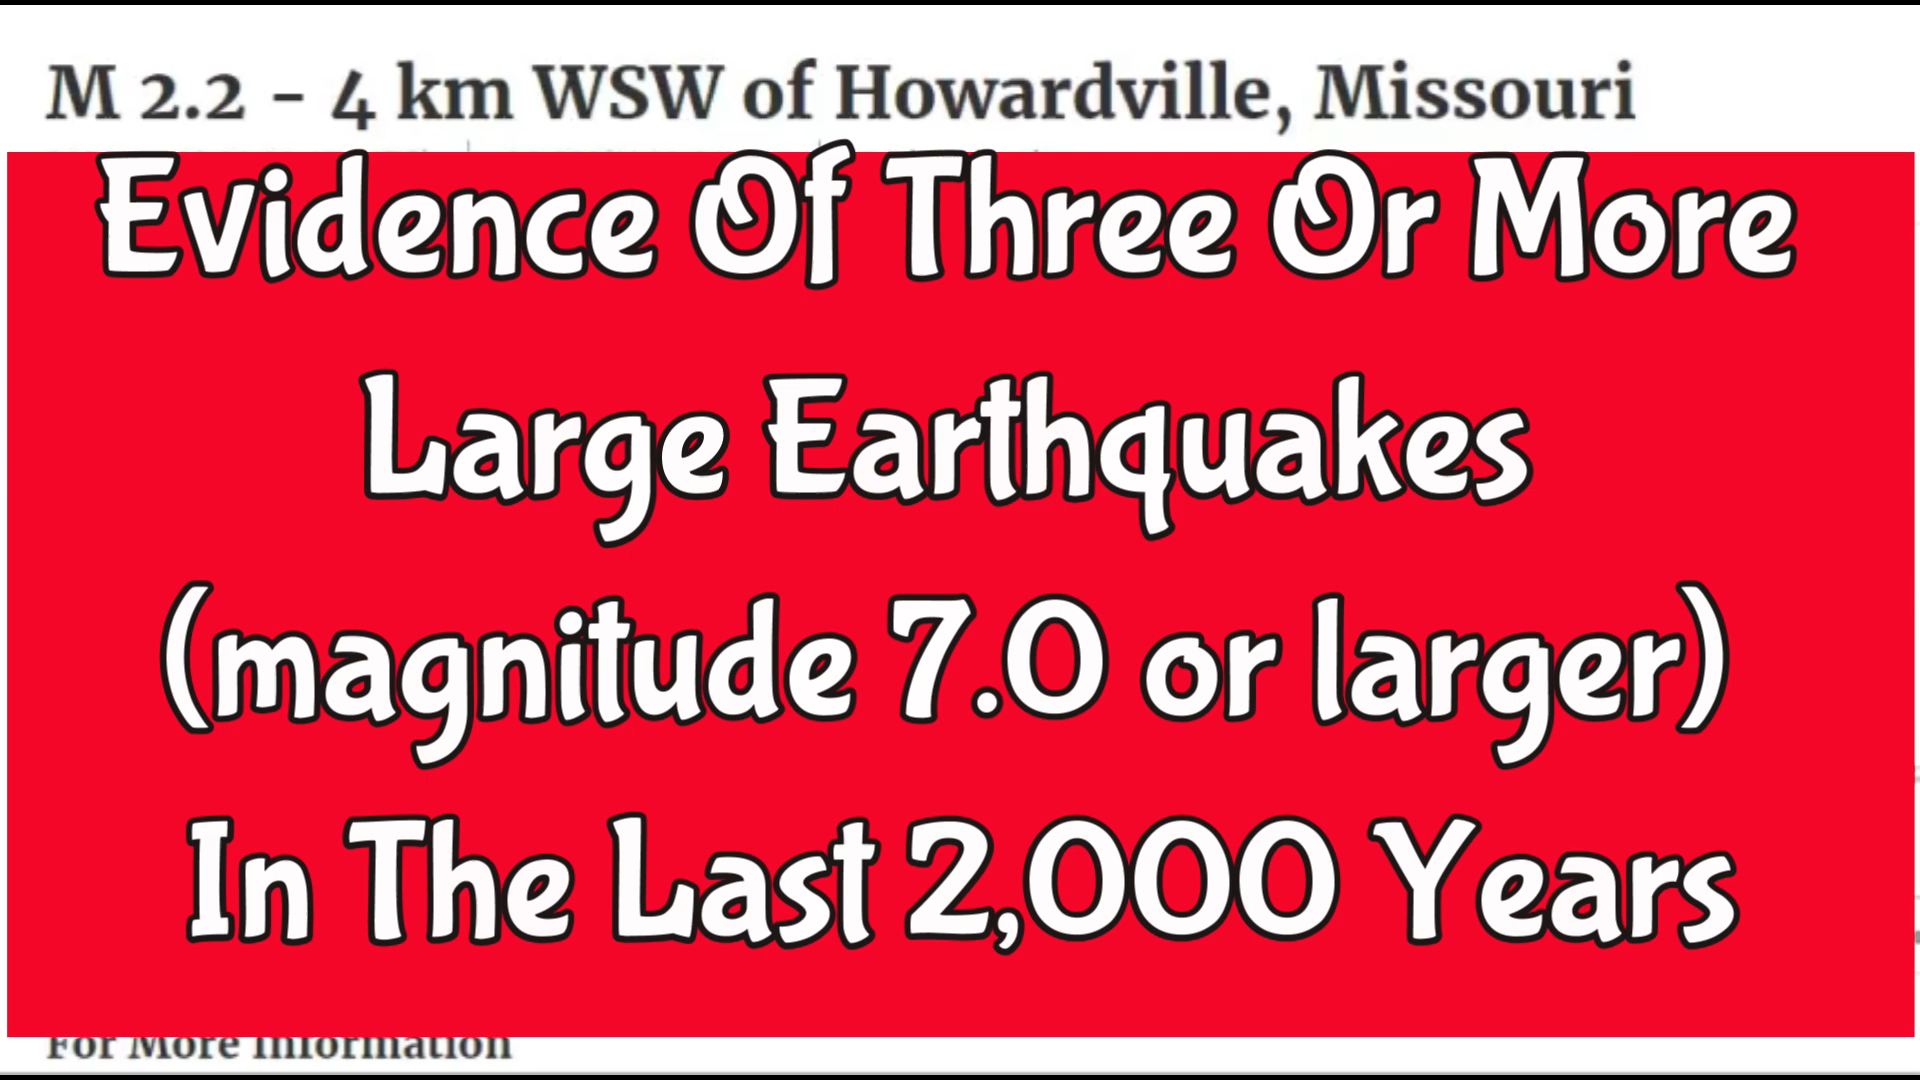 M 2.2 - 4 km WSW of Howardville, Missouri
Evidence Of Three Or More
Large Earthquakes
(magnitude 7.0 or larger)
In The Last 2,000 Years
For More Information